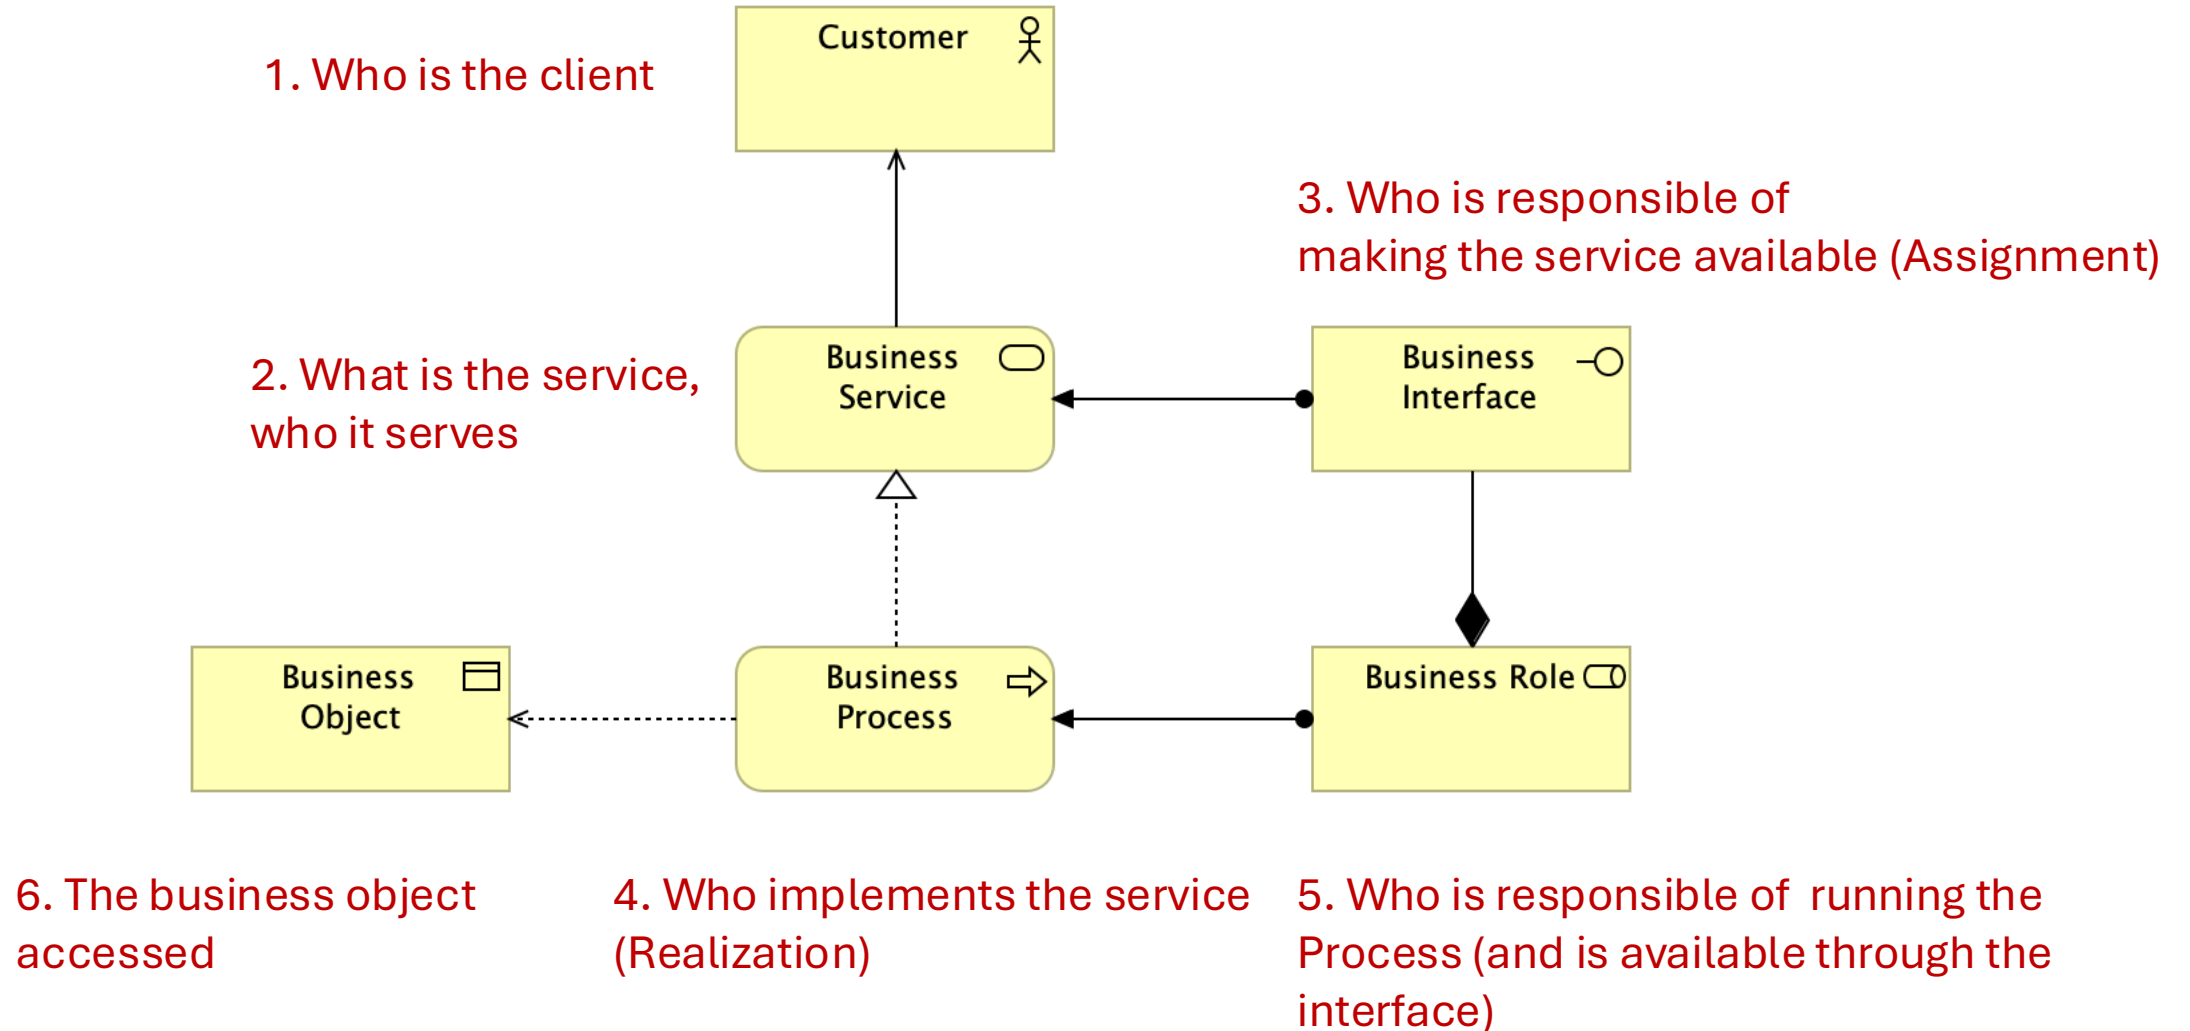 Customer
1. Who is the client
3. Who is responsible of
making the service available (Assignment)
Business
Service
Business
Interface
2. What is the service,
who it serves
Business
Object
Business
Process
Business Role
6. The business object
accessed
4. Who implements the service
(Realization)
5. Who is responsible of  running the
Process (and is available through the
interface)